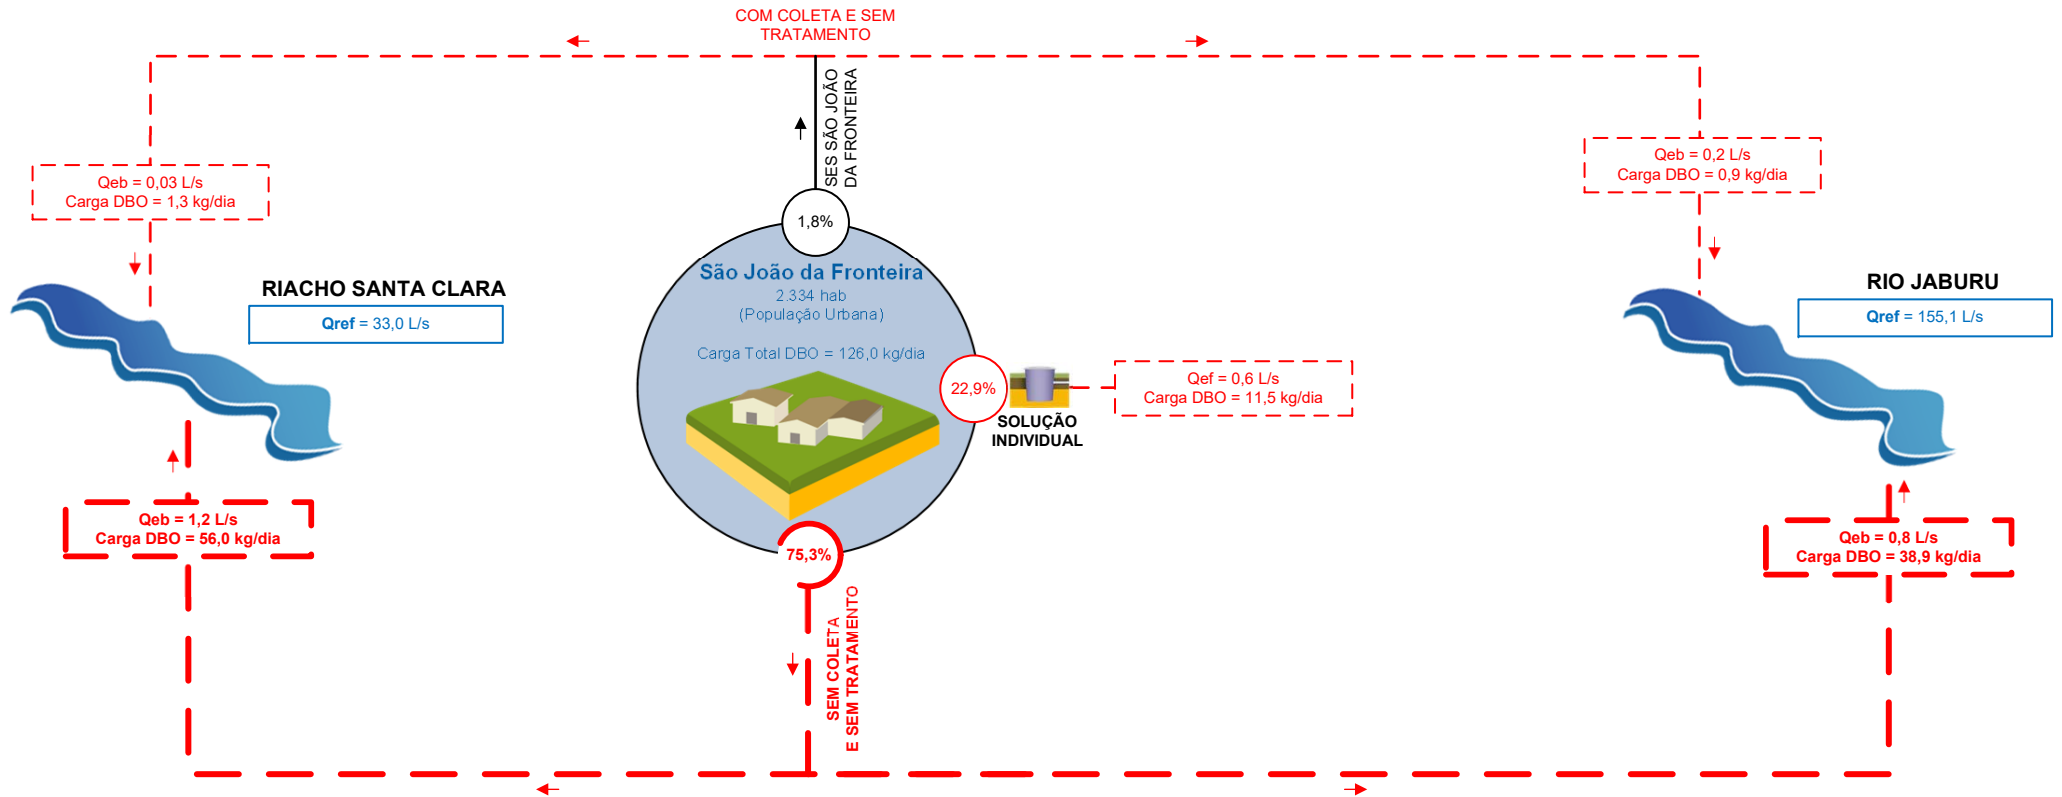 COM COLETA E SEM
TRATAMENTO
SES SÃO JOÃO
DA FRONTEIRA
Qeb = 0,03 L/s
Carga DBO = 1,3 kg/dia
Qeb = 0,2 L/s
Carga DBO = 0,9 kg/dia
1,8%
São João da Fronteira
2.334 hab
(População Urbana)
Carga Total DBO = 126,0 kg/dia
RIACHO SANTA CLARA
Qref = 33,0 L/s
RIO JABURU
Qref = 155,1 L/s
22,9%
SOLUÇÃO
INDIVIDUAL
Qef = 0,6 L/s
Carga DBO = 11,5 kg/dia
Qeb = 1,2 L/s
Carga DBO = 56,0 kg/dia
75,3%
Qeb = 0,8 L/s
Carga DBO = 38,9 kg/dia
SEM COLETA
E SEM TRATAMENTO